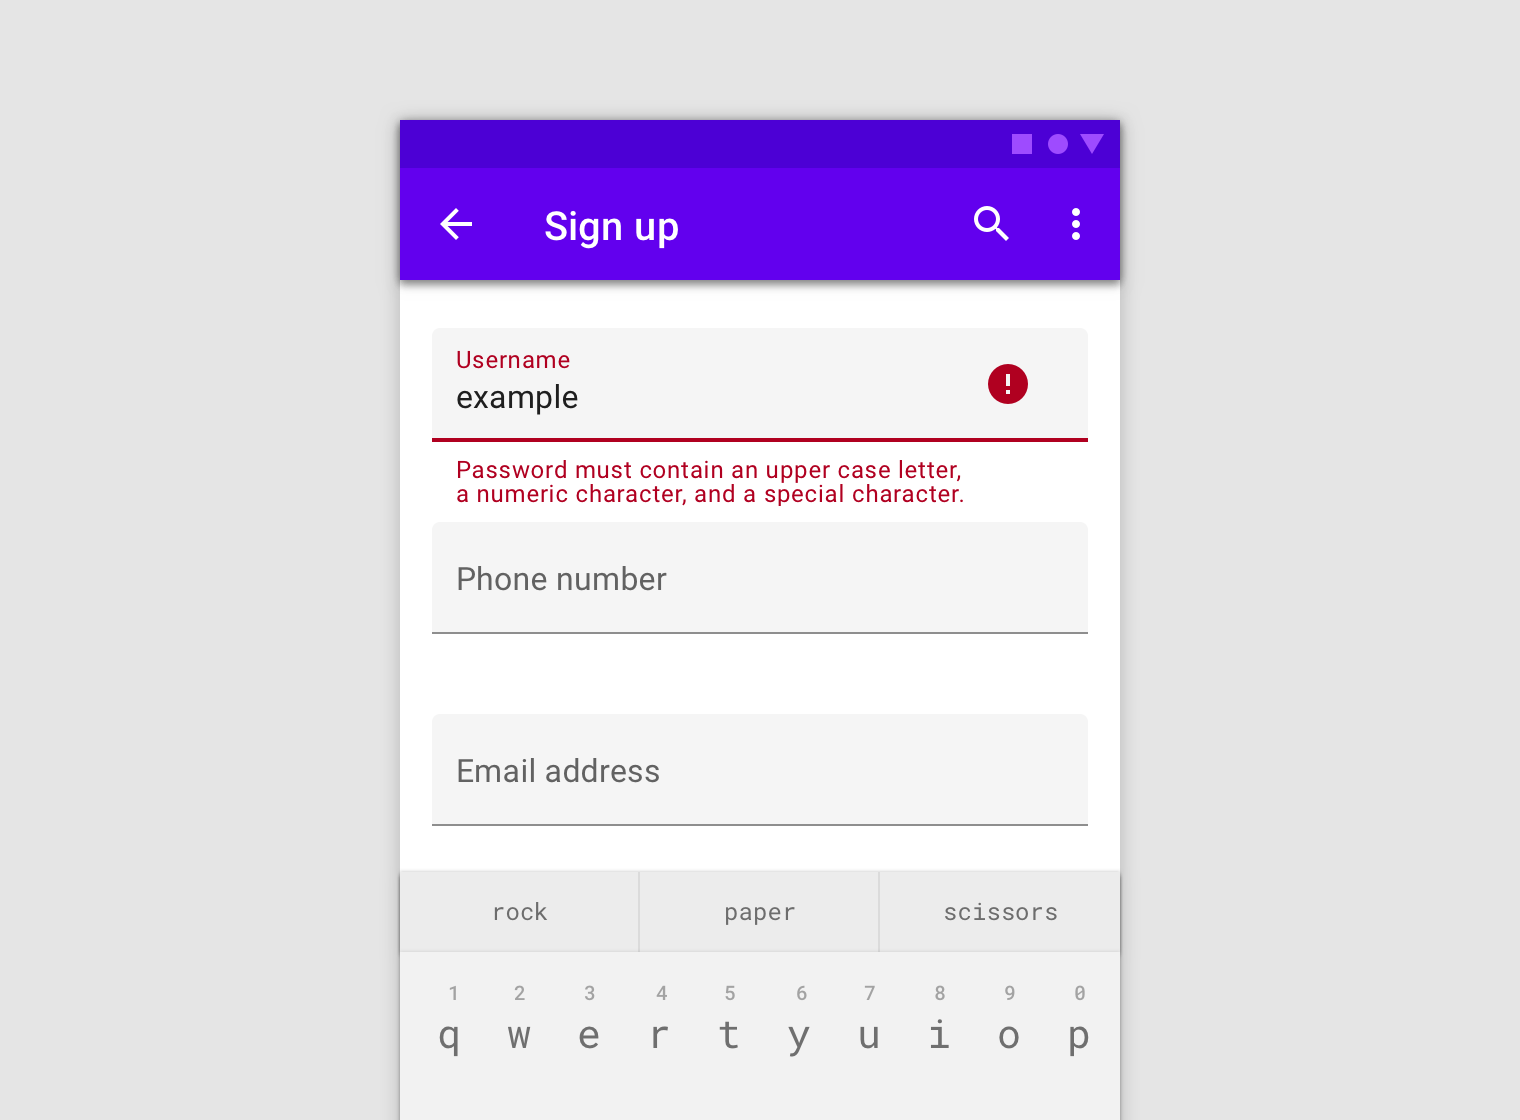 Sign up
Username
example
Password must contain an upper case letter,
a numeric character, and a special character.
Phone number
Email address
rock paper scissors
1 2 3 4 5 6 7 8 9 0
q w e r t y u i o p